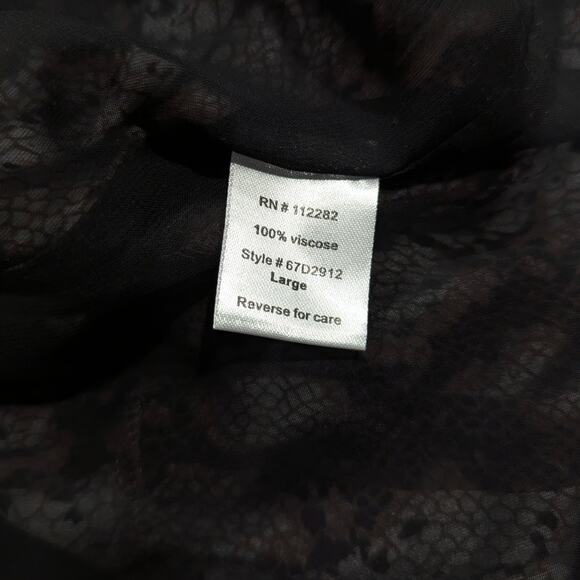 RN # 112282
100% viscose
Style # 67D2912
Large
Reverse for care